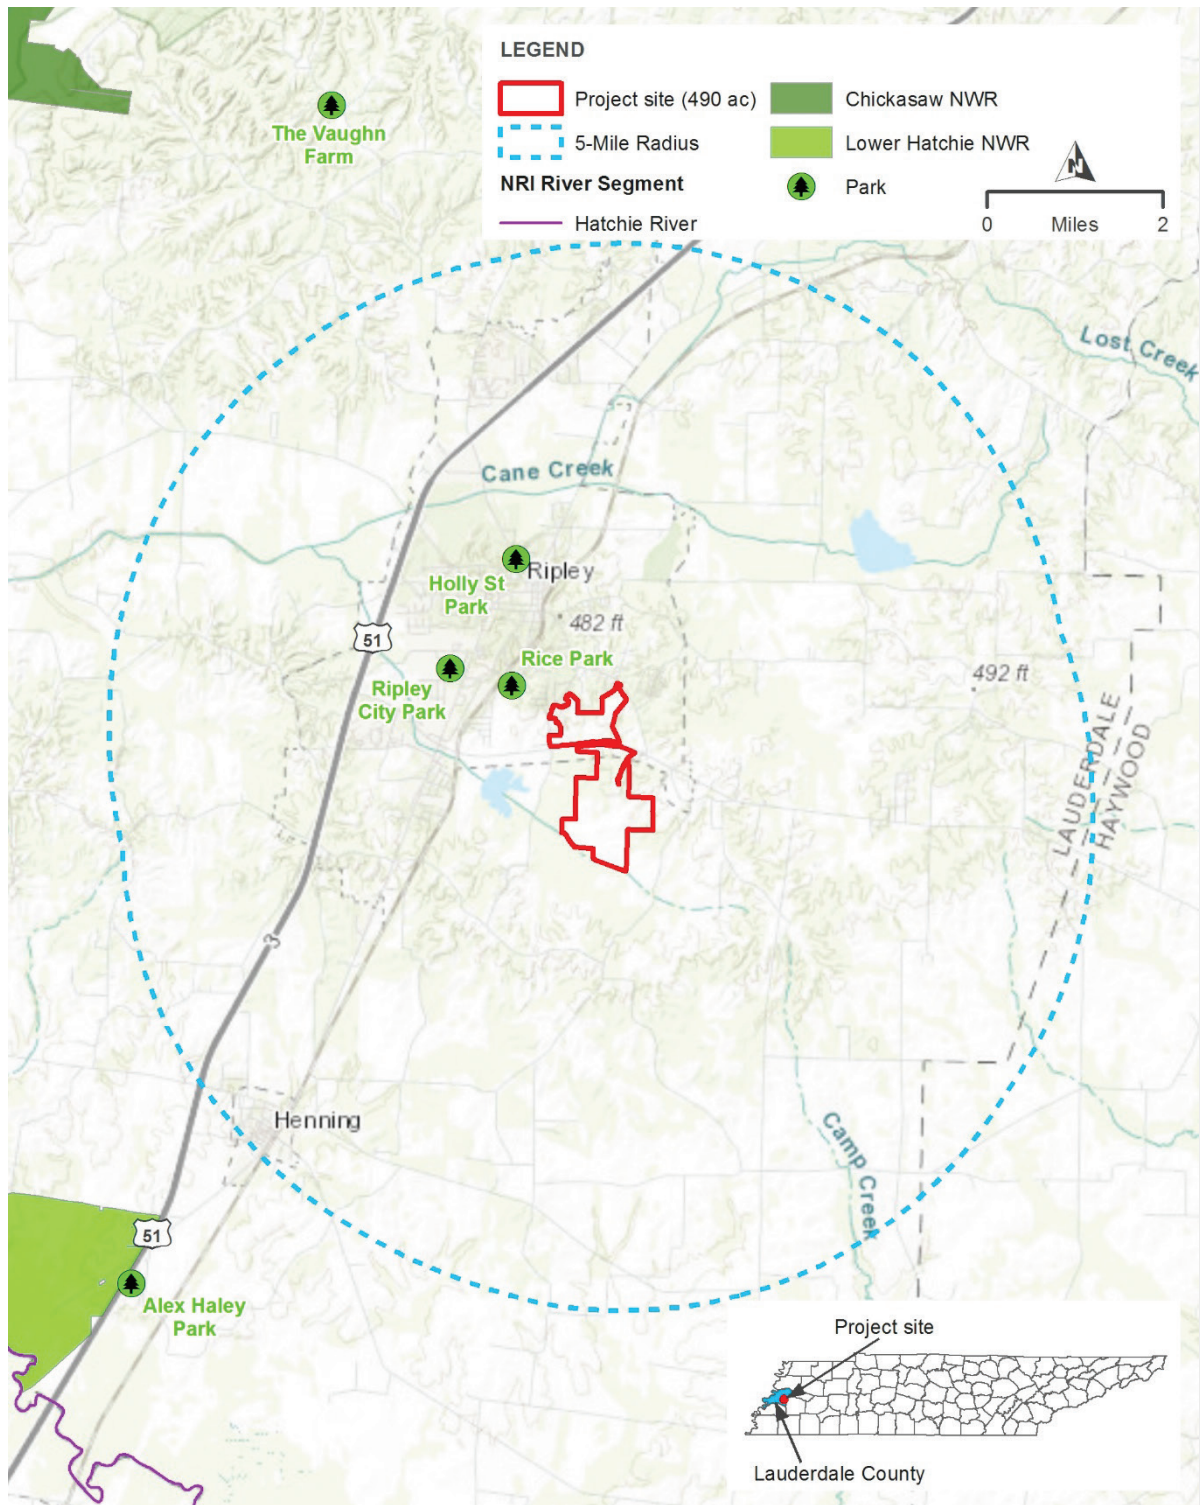 LEGEND
Project site (490 ac)
5-Mile Radius
NRI River Segment
Hatchie River
Chickasaw NWR
Lower Hatchie NWR
Park
N
0 Miles 2
The Vaughn
Farm
Lost Creek
Cane Creek
Holly St
Park
Ripley
482 ft
51
Rice Park
Ripley
City Park
492 ft
LAUDERDALE
HAYWOOD
3
Henning
Camp Creek
51
Alex Haley
Park
Project site
Lauderdale County